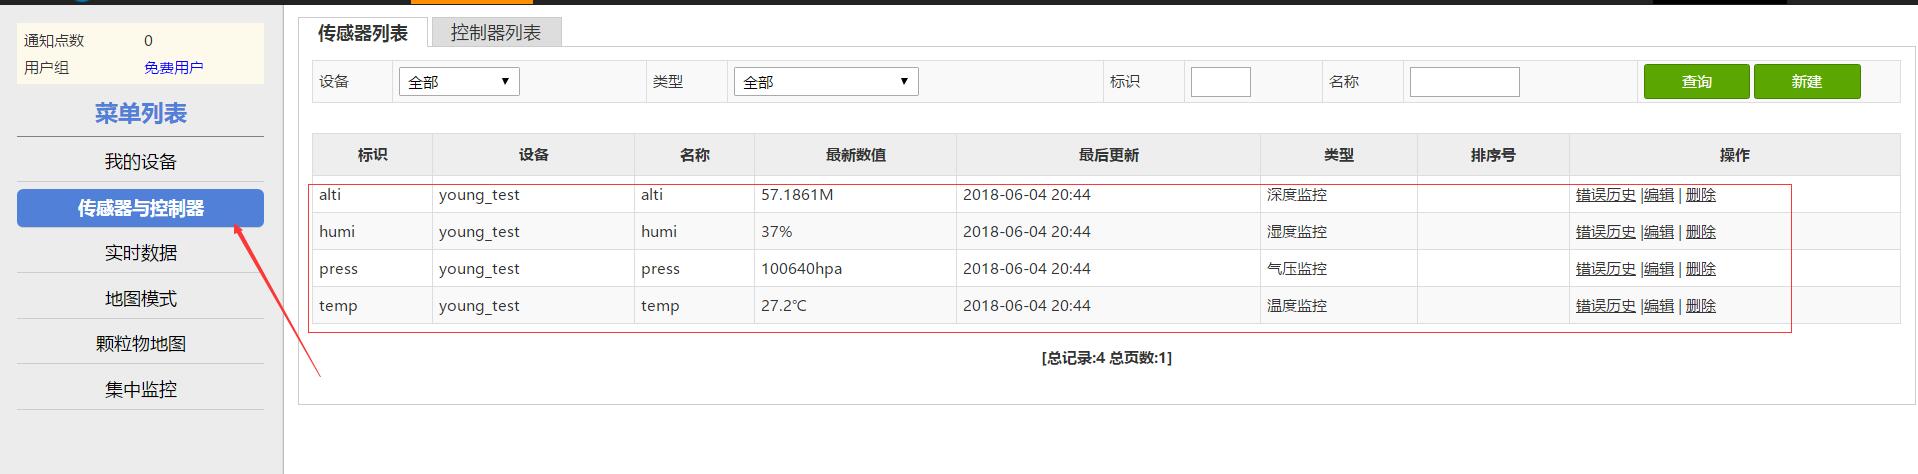 通知点数 0
用户组 免费用户
菜单列表
我的设备
传感器与控制器
实时数据
地图模式
颗粒物地图
集中监控
传感器列表 控制器列表
设备 全部 类型 全部 标识 名称 查询 新建
标识 设备 名称 最新数值 最后更新 类型 排序号 操作
alti young_test alti 57.1861M 2018-06-04 20:44 深度监控 错误历史 |编辑 | 删除
humi young_test humi 37% 2018-06-04 20:44 湿度监控 错误历史 |编辑 | 删除
press young_test press 100640hpa 2018-06-04 20:44 气压监控 错误历史 |编辑 | 删除
temp young_test temp 27.2℃ 2018-06-04 20:44 温度监控 错误历史 |编辑 | 删除
[总记录:4 总页数:1]